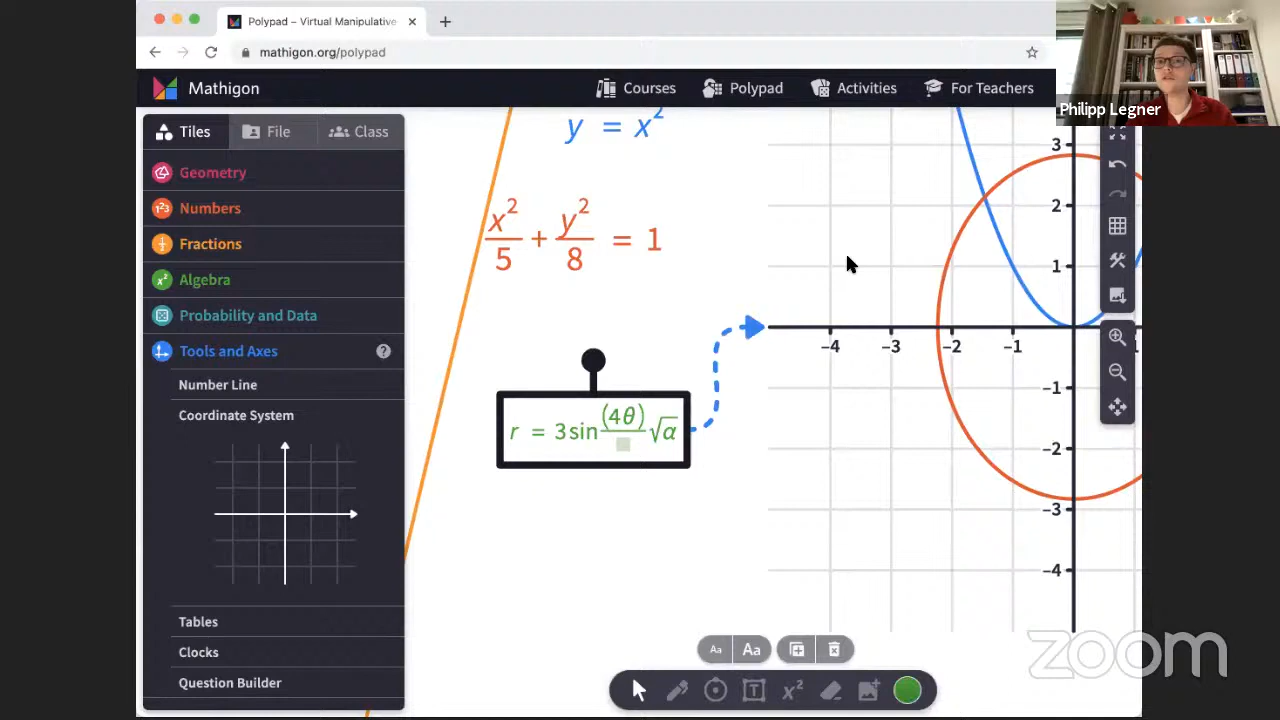 Polypad – Virtual Manipulative
mathigon.org/polypad
Mathigon
Courses
Polypad
Activities
For Teachers
Philipp Legner
Tiles
File
Class
Geometry
Numbers
Fractions
Algebra
Probability and Data
Tools and Axes
?
Number Line
Coordinate System
Tables
Clocks
Question Builder
y = x²
x²/5 + y²/8 = 1
r = 3 sin (4θ)/□ √α
3
2
1
–4 –3 –2 –1 1
–1
–2
–3
–4
Aa Aa
T x²
zoom